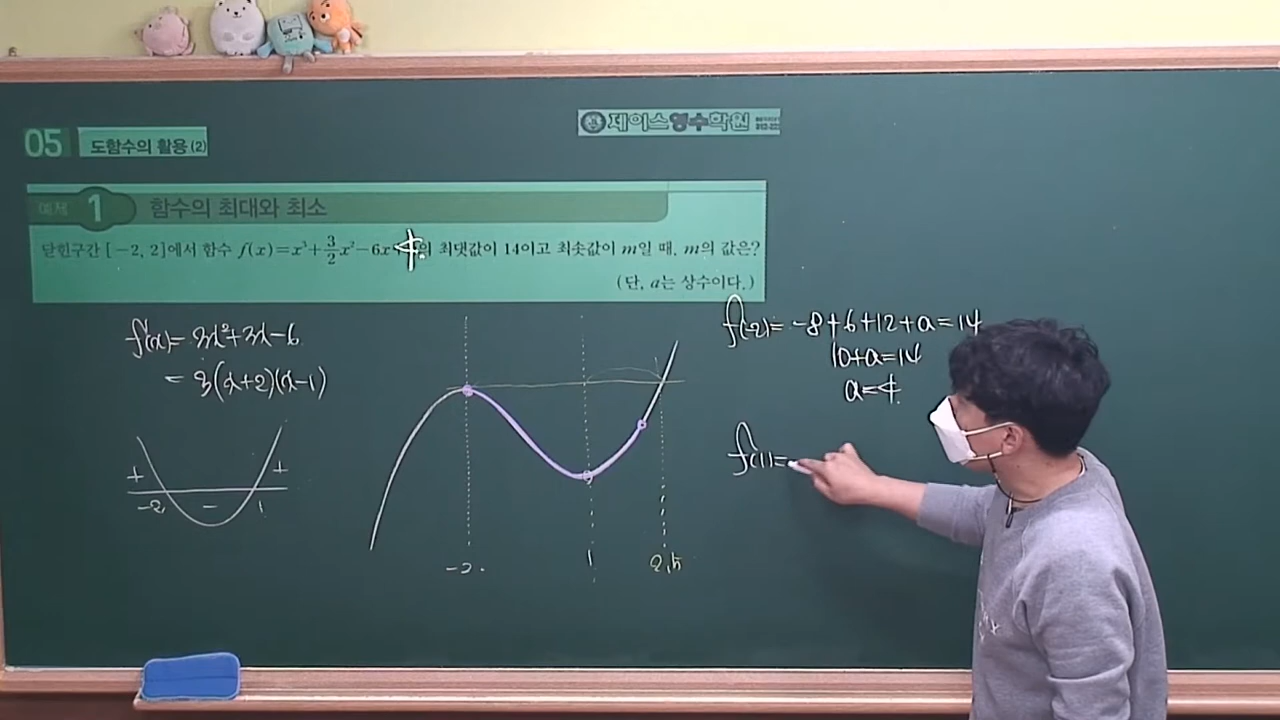 05 도함수의 활용 (2)
제이스영수학원
예제 1 함수의 최대와 최소
닫힌구간 [−2, 2]에서 함수 f(x)=x³+3/2x²−6x+4의 최댓값이 14이고 최솟값이 m일 때, m의 값은?
(단, a는 상수이다.)
f'(x)= 3x²+3x−6
= 3(x+2)(x−1)
+ − +
−2 1
−2. 1 2.5
f(−2)= −8+6+12+a=14
10+a=14
a=4.
f(1)=